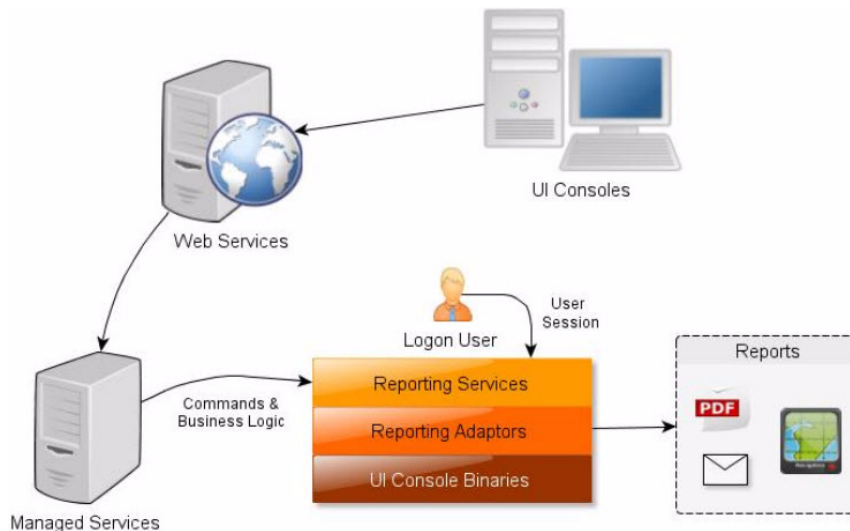 UI Consoles
Web Services
Logon User
User
Session
Reports
Commands &
Business Logic
Reporting Services
Reporting Adaptors
UI Console Binaries
PDF
Navigation
Managed Services